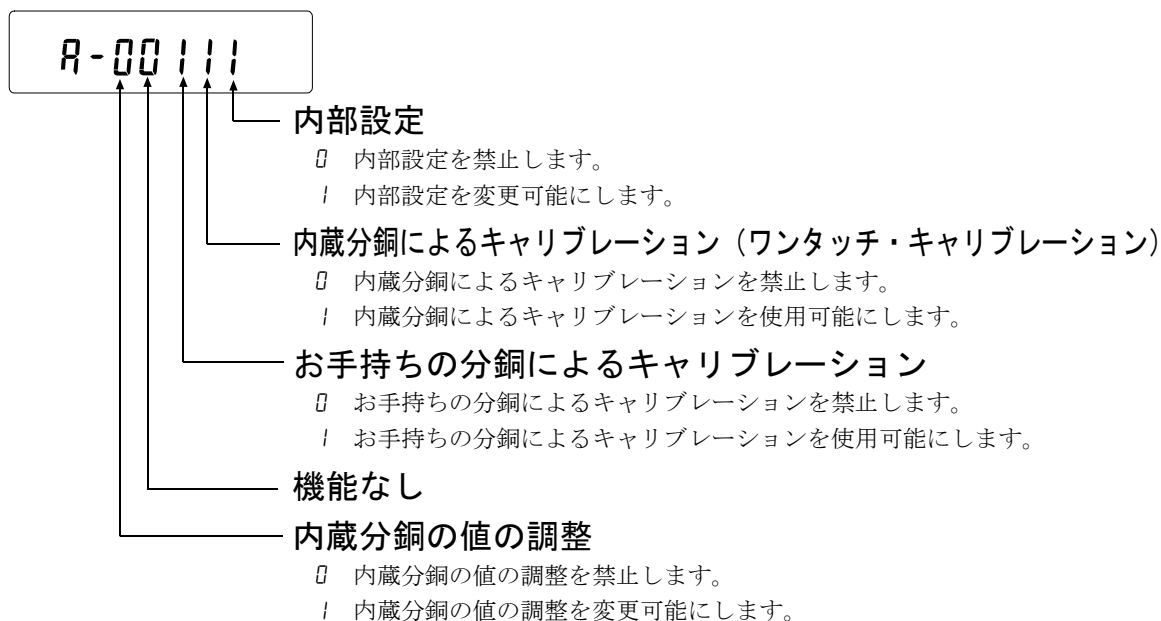 A-00111
内部設定
0 内部設定を禁止します。
1 内部設定を変更可能にします。
内蔵分銅によるキャリブレーション（ワンタッチ・キャリブレーション）
0 内蔵分銅によるキャリブレーションを禁止します。
1 内蔵分銅によるキャリブレーションを使用可能にします。
お手持ちの分銅によるキャリブレーション
0 お手持ちの分銅によるキャリブレーションを禁止します。
1 お手持ちの分銅によるキャリブレーションを使用可能にします。
機能なし
内蔵分銅の値の調整
0 内蔵分銅の値の調整を禁止します。
1 内蔵分銅の値の調整を変更可能にします。